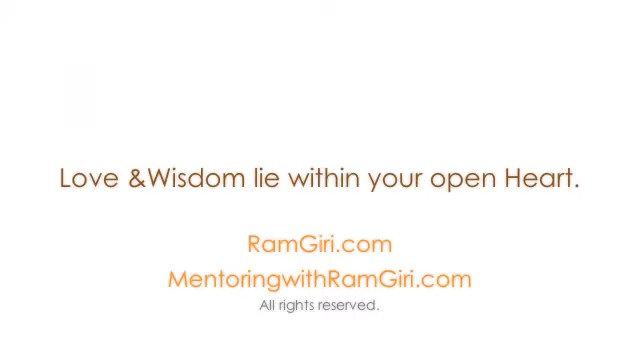 Love &Wisdom lie within your open Heart.
RamGiri.com
MentoringwithRamGiri.com
All rights reserved.